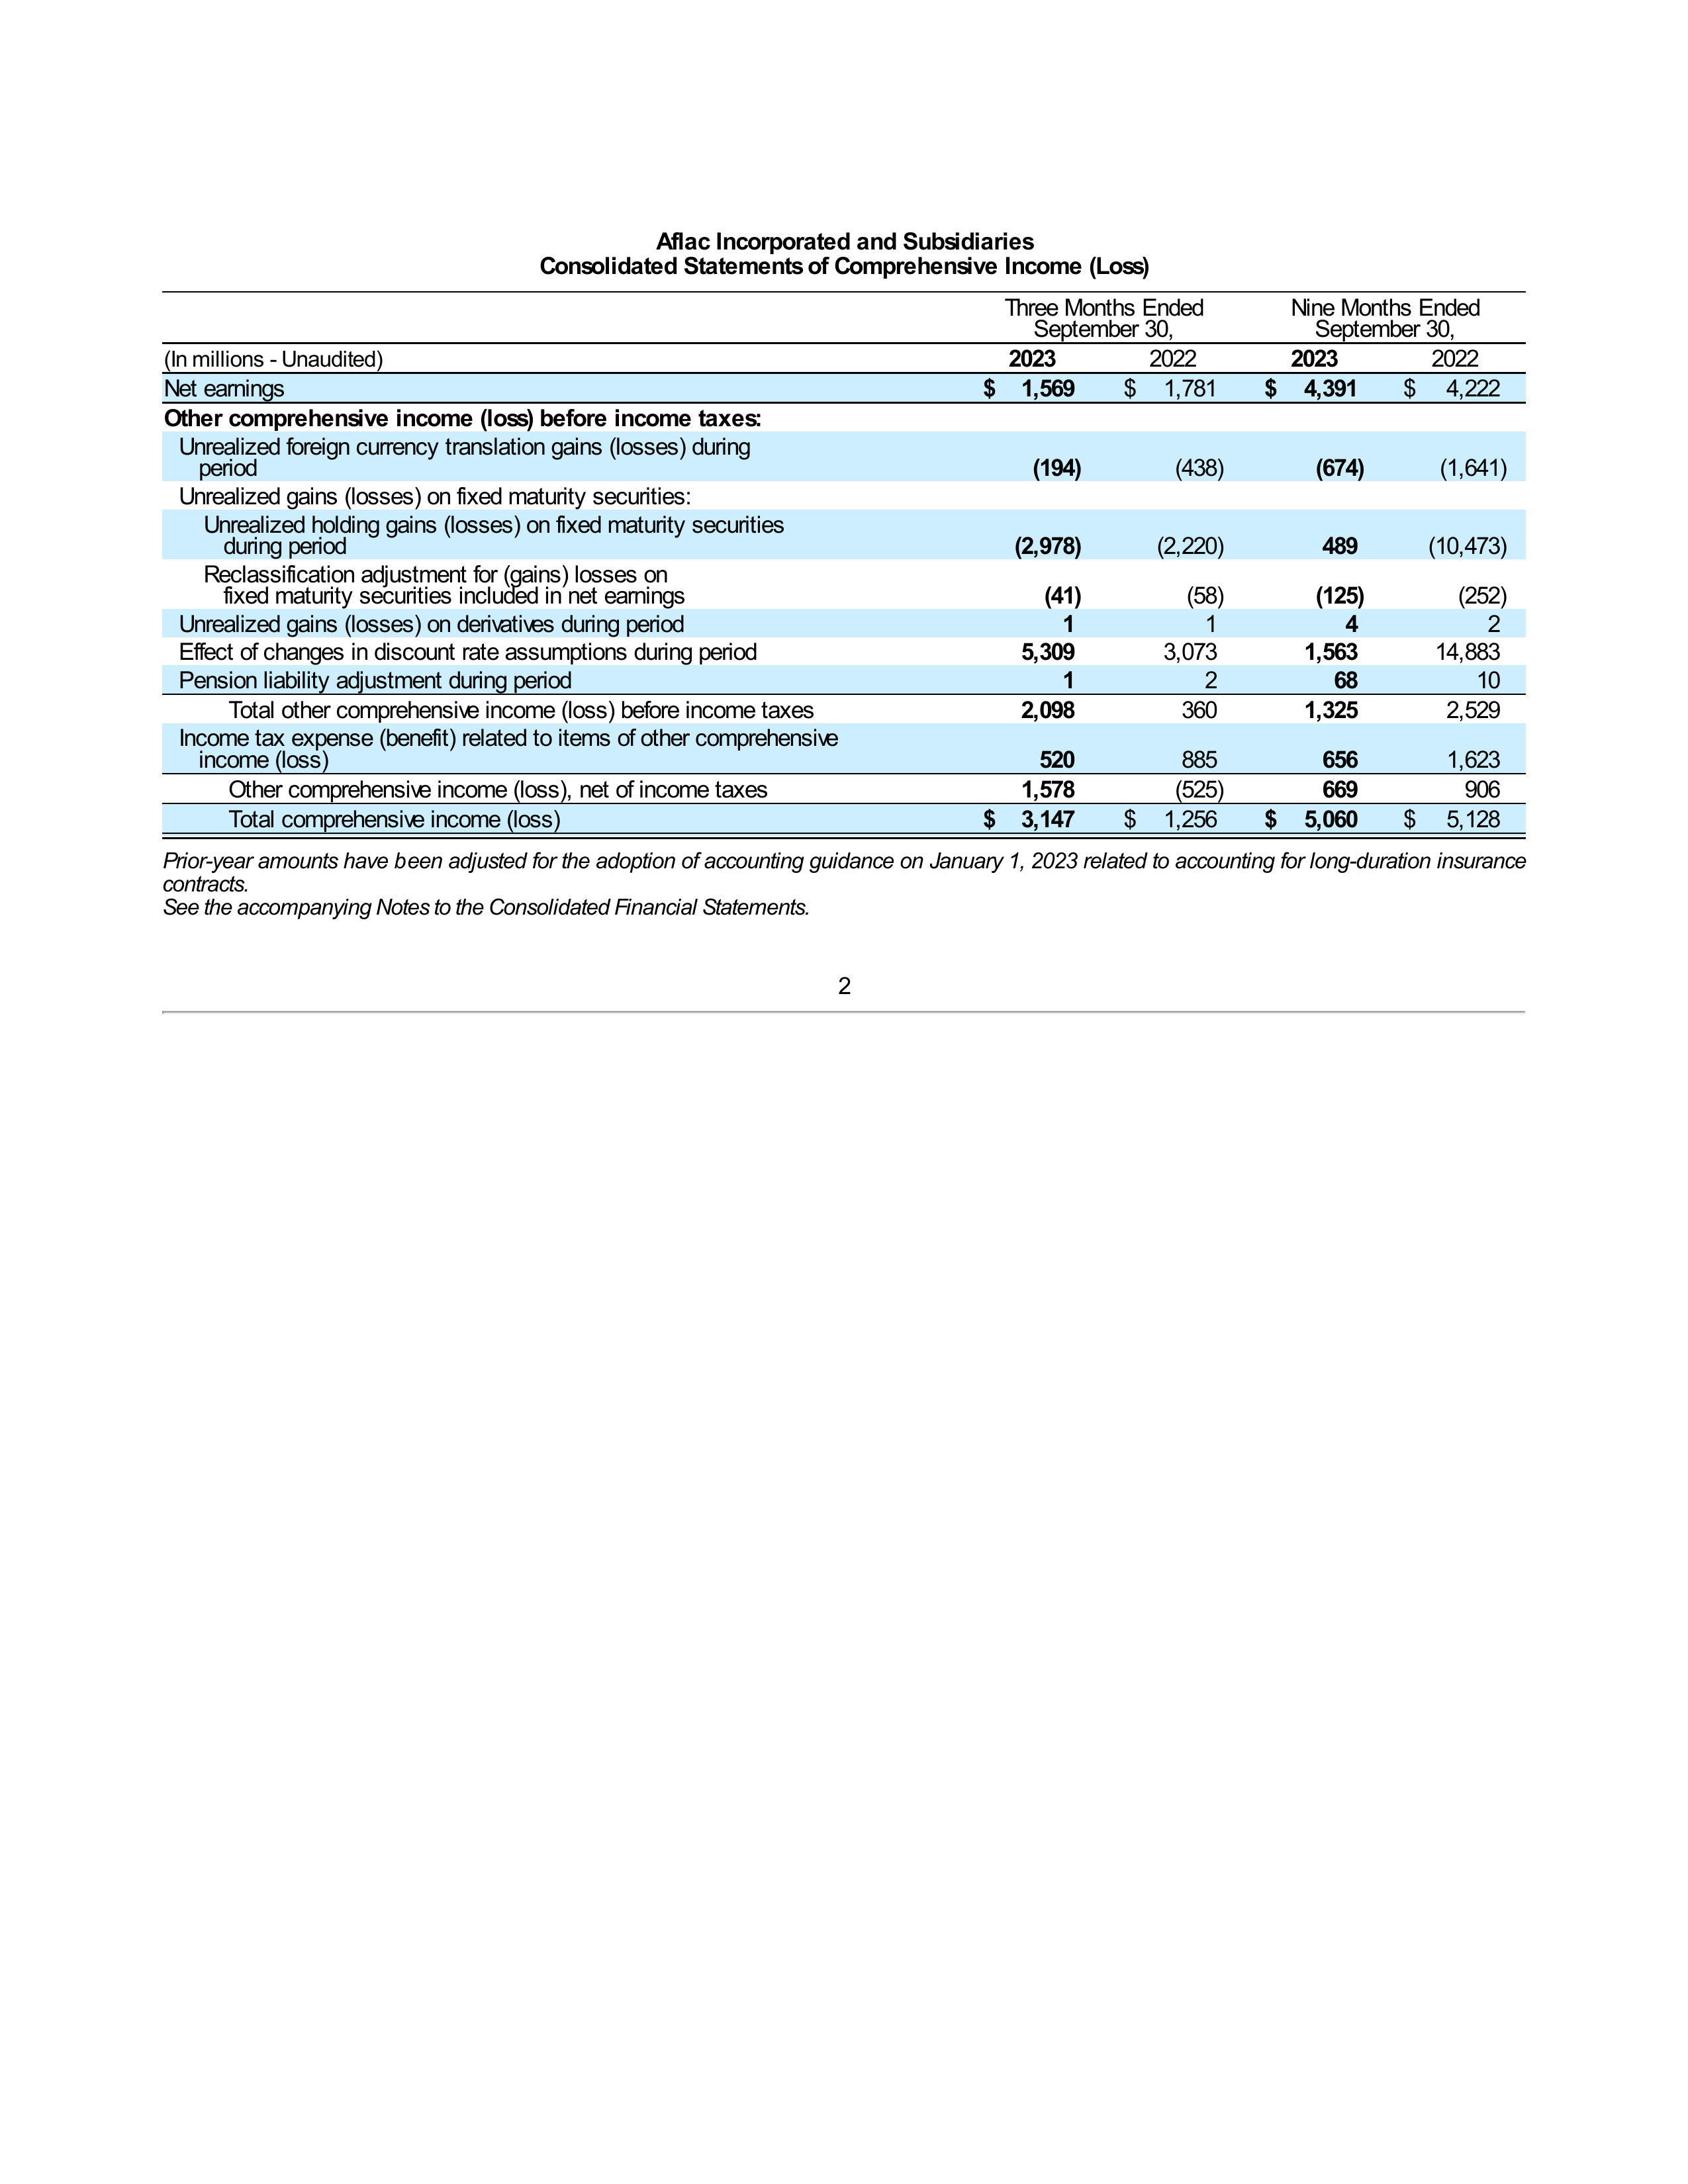 Aflac Incorporated and Subsidiaries
Consolidated Statements of Comprehensive Income (Loss)
Three Months Ended September 30, Nine Months Ended September 30,
(In millions - Unaudited) 2023 2022 2023 2022
Net earnings $ 1,569 $ 1,781 $ 4,391 $ 4,222
Other comprehensive income (loss) before income taxes:
Unrealized foreign currency translation gains (losses) during
period (194) (438) (674) (1,641)
Unrealized gains (losses) on fixed maturity securities:
Unrealized holding gains (losses) on fixed maturity securities
during period (2,978) (2,220) 489 (10,473)
Reclassification adjustment for (gains) losses on
fixed maturity securities included in net earnings (41) (58) (125) (252)
Unrealized gains (losses) on derivatives during period 1 1 4 2
Effect of changes in discount rate assumptions during period 5,309 3,073 1,563 14,883
Pension liability adjustment during period 1 2 68 10
Total other comprehensive income (loss) before income taxes 2,098 360 1,325 2,529
Income tax expense (benefit) related to items of other comprehensive
income (loss) 520 885 656 1,623
Other comprehensive income (loss), net of income taxes 1,578 (525) 669 906
Total comprehensive income (loss) $ 3,147 $ 1,256 $ 5,060 $ 5,128
Prior-year amounts have been adjusted for the adoption of accounting guidance on January 1, 2023 related to accounting for long-duration insurance
contracts.
See the accompanying Notes to the Consolidated Financial Statements.
2